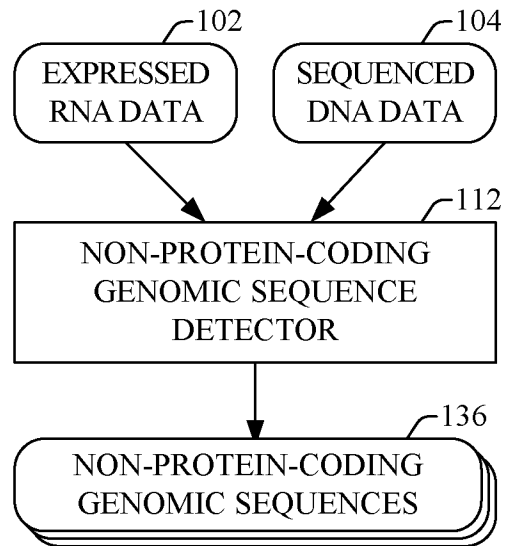 102
EXPRESSED
RNA DATA
104
SEQUENCED
DNA DATA
112
NON-PROTEIN-CODING
GENOMIC SEQUENCE
DETECTOR
136
NON-PROTEIN-CODING
GENOMIC SEQUENCES